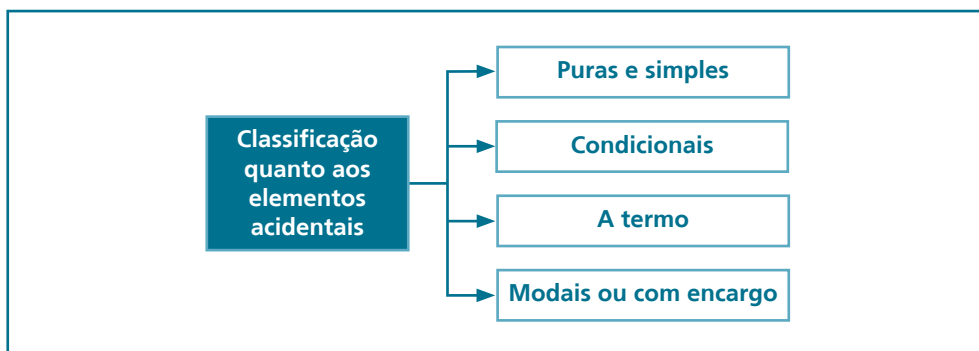 Classificação
quanto aos
elementos
acidentais
Puras e simples
Condicionais
A termo
Modais ou com encargo